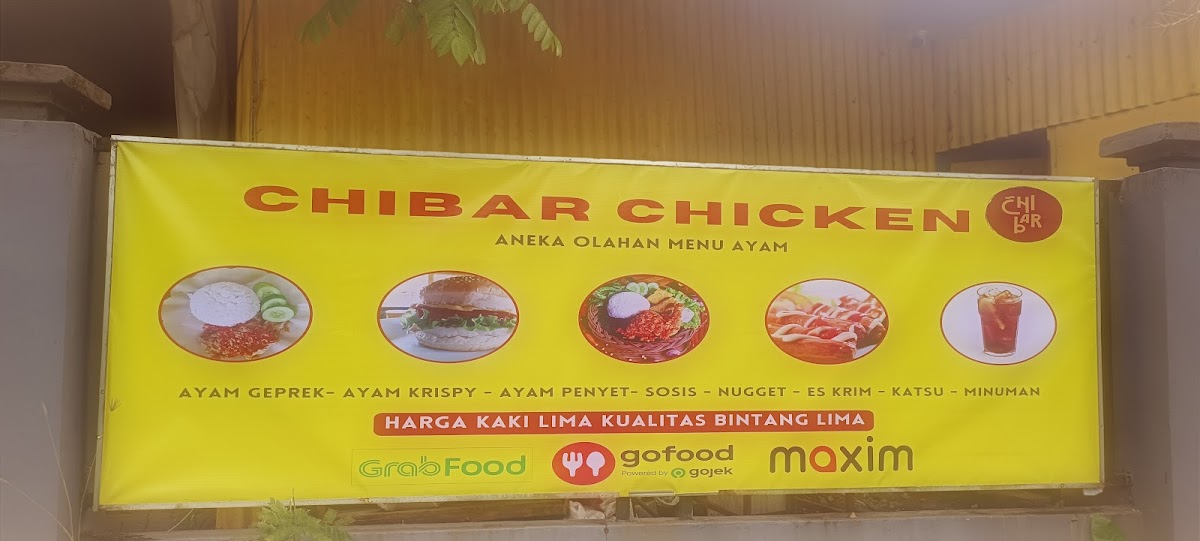 CHIBAR CHICKEN
CHI
bAR
ANEKA OLAHAN MENU AYAM
AYAM GEPREK- AYAM KRISPY - AYAM PENYET- SOSIS - NUGGET - ES KRIM - KATSU - MINUMAN
HARGA KAKI LIMA KUALITAS BINTANG LIMA
GrabFood
gofood
Powered by gojek
maxim